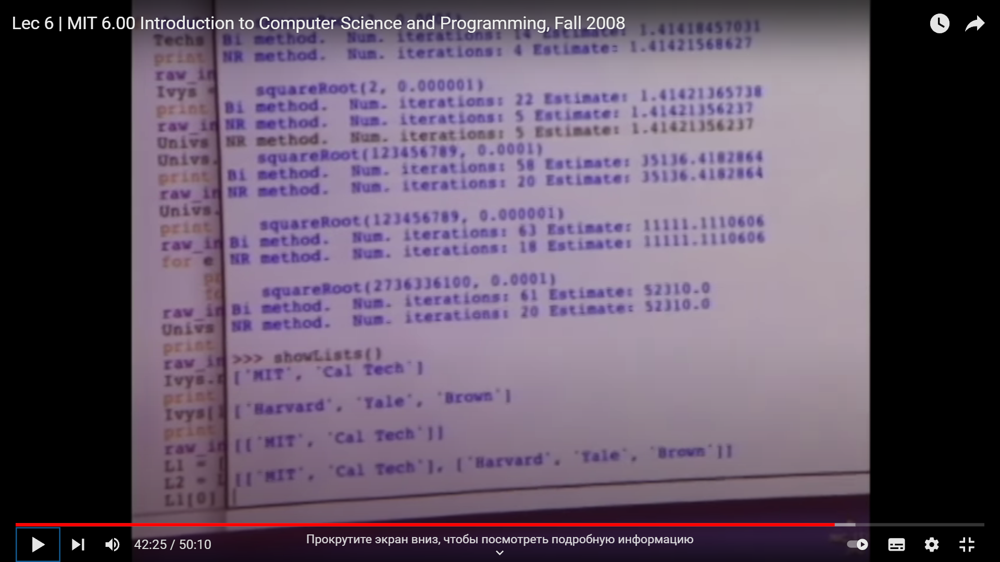 Lec 6 | MIT 6.00 Introduction to Computer Science and Programming, Fall 2008
Techs
print
raw_in
Ivys =
print
raw_in
Univs
Univs.
print
raw_in
Univs.
print
raw_in
for e
pr
fo
raw_in
Univs
print
raw_in
Ivys.r
print
Ivys[1
print
raw_in
L1 = [
L2 = L
L1[0]
Bi method. Num. iterations: 14 Estimate: 1.41418457031
NR method. Num. iterations: 4 Estimate: 1.41421568627
squareRoot(2, 0.000001)
Bi method. Num. iterations: 22 Estimate: 1.41421365738
NR method. Num. iterations: 5 Estimate: 1.41421356237
NR method. Num. iterations: 5 Estimate: 1.41421356237
squareRoot(123456789, 0.0001)
Bi method. Num. iterations: 58 Estimate: 35136.4182864
NR method. Num. iterations: 20 Estimate: 35136.4182864
squareRoot(123456789, 0.000001)
Bi method. Num. iterations: 63 Estimate: 11111.1110606
NR method. Num. iterations: 18 Estimate: 11111.1110606
squareRoot(2736336100, 0.0001)
Bi method. Num. iterations: 61 Estimate: 52310.0
NR method. Num. iterations: 20 Estimate: 52310.0
>>> showLists()
['MIT', 'Cal Tech']
['Harvard', 'Yale', 'Brown']
[['MIT', 'Cal Tech']]
[['MIT', 'Cal Tech'], ['Harvard', 'Yale', 'Brown']]
42:25 / 50:10
Прокрутите экран вниз, чтобы посмотреть подробную информацию